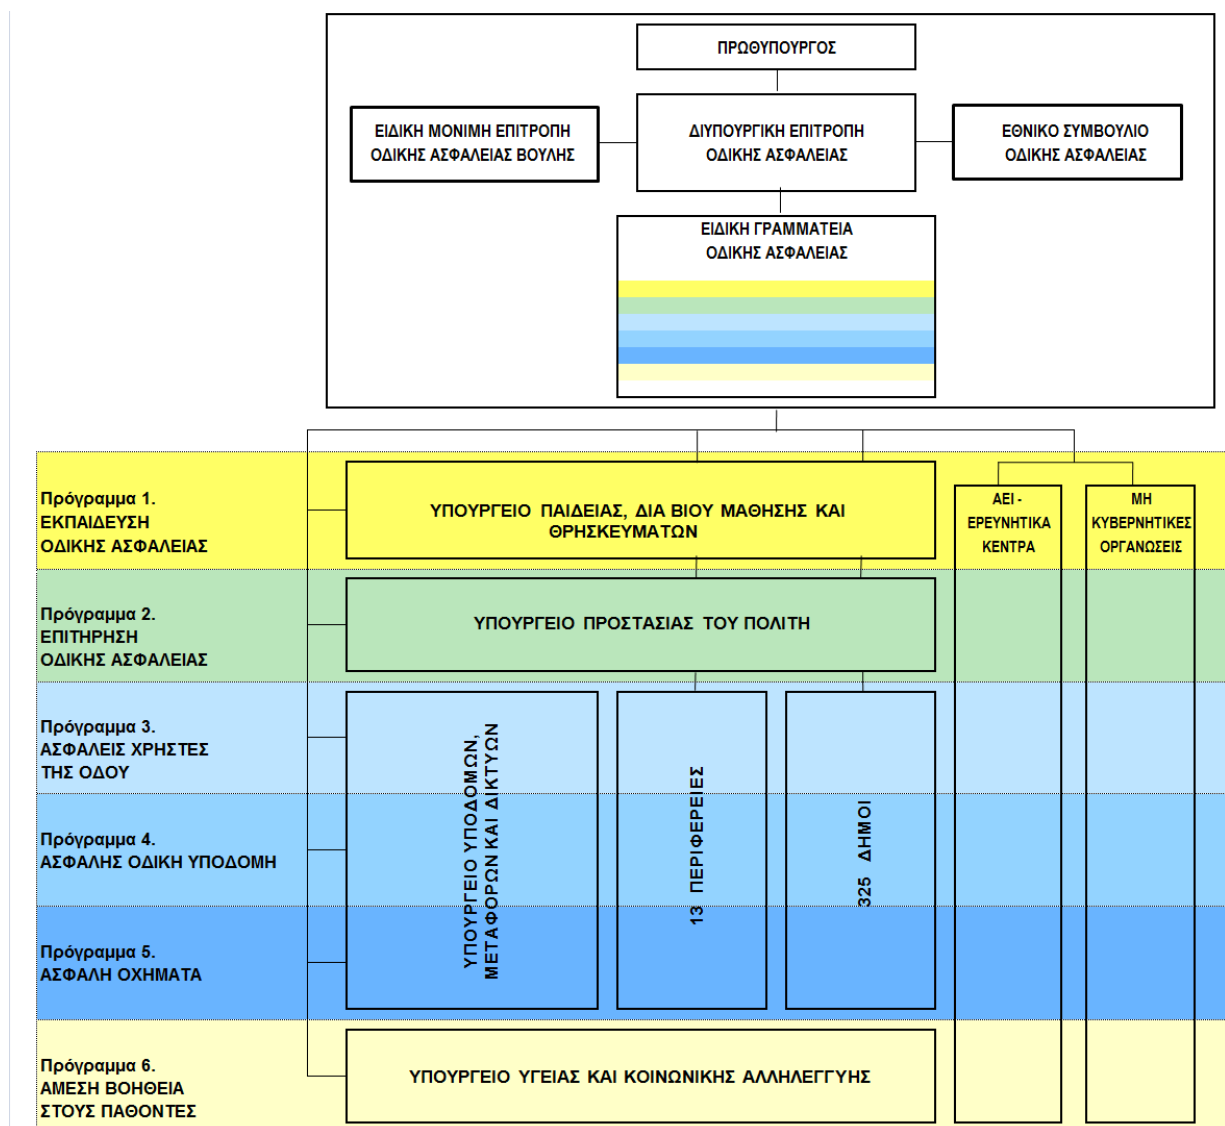 ΠΡΩΘΥΠΟΥΡΓΟΣ
ΕΙΔΙΚΗ ΜΟΝΙΜΗ ΕΠΙΤΡΟΠΗ
ΟΔΙΚΗΣ ΑΣΦΑΛΕΙΑΣ ΒΟΥΛΗΣ
ΔΙΥΠΟΥΡΓΙΚΗ ΕΠΙΤΡΟΠΗ
ΟΔΙΚΗΣ ΑΣΦΑΛΕΙΑΣ
ΕΘΝΙΚΟ ΣΥΜΒΟΥΛΙΟ
ΟΔΙΚΗΣ ΑΣΦΑΛΕΙΑΣ
ΕΙΔΙΚΗ ΓΡΑΜΜΑΤΕΙΑ
ΟΔΙΚΗΣ ΑΣΦΑΛΕΙΑΣ
Πρόγραμμα 1.
ΕΚΠΑΙΔΕΥΣΗ
ΟΔΙΚΗΣ ΑΣΦΑΛΕΙΑΣ
ΥΠΟΥΡΓΕΙΟ ΠΑΙΔΕΙΑΣ, ΔΙΑ ΒΙΟΥ ΜΑΘΗΣΗΣ ΚΑΙ
ΘΡΗΣΚΕΥΜΑΤΩΝ
ΑΕΙ -
ΕΡΕΥΝΗΤΙΚΑ
ΚΕΝΤΡΑ
ΜΗ
ΚΥΒΕΡΝΗΤΙΚΕΣ
ΟΡΓΑΝΩΣΕΙΣ
Πρόγραμμα 2.
ΕΠΙΤΗΡΗΣΗ
ΟΔΙΚΗΣ ΑΣΦΑΛΕΙΑΣ
ΥΠΟΥΡΓΕΙΟ ΠΡΟΣΤΑΣΙΑΣ ΤΟΥ ΠΟΛΙΤΗ
Πρόγραμμα 3.
ΑΣΦΑΛΕΙΣ ΧΡΗΣΤΕΣ
ΤΗΣ ΟΔΟΥ
Πρόγραμμα 4.
ΑΣΦΑΛΗΣ ΟΔΙΚΗ ΥΠΟΔΟΜΗ
Πρόγραμμα 5.
ΑΣΦΑΛΗ ΟΧΗΜΑΤΑ
ΥΠΟΥΡΓΕΙΟ ΥΠΟΔΟΜΩΝ,
ΜΕΤΑΦΟΡΩΝ ΚΑΙ ΔΙΚΤΥΩΝ
13 ΠΕΡΙΦΕΡΕΙΕΣ
325 ΔΗΜΟΙ
Πρόγραμμα 6.
ΑΜΕΣΗ ΒΟΗΘΕΙΑ
ΣΤΟΥΣ ΠΑΘΟΝΤΕΣ
ΥΠΟΥΡΓΕΙΟ ΥΓΕΙΑΣ ΚΑΙ ΚΟΙΝΩΝΙΚΗΣ ΑΛΛΗΛΕΓΓΥΗΣ